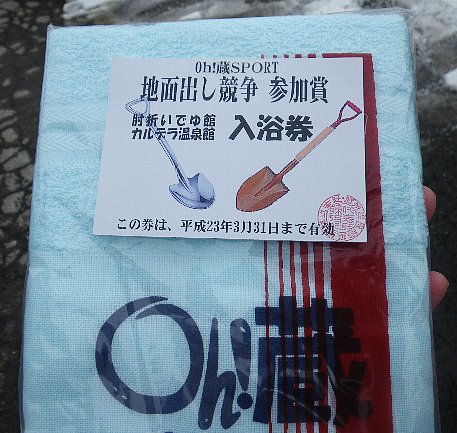 Oh!蔵SPORT
地面出し競争 参加賞
肘折いでゆ館
カルデラ温泉館
入浴券
この券は、平成23年3月31日まで有効
Oh!蔵